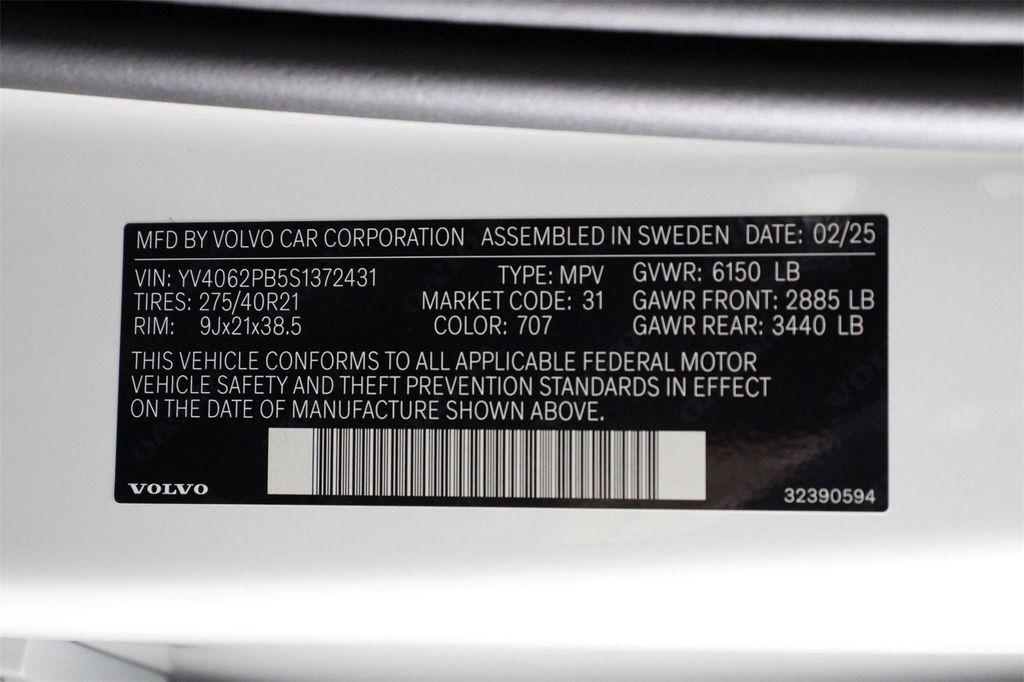 MFD BY VOLVO CAR CORPORATION ASSEMBLED IN SWEDEN DATE: 02/25
VIN: YV4062PB5S1372431 TYPE: MPV GVWR: 6150 LB
TIRES: 275/40R21 MARKET CODE: 31 GAWR FRONT: 2885 LB
RIM: 9Jx21x38.5 COLOR: 707 GAWR REAR: 3440 LB
THIS VEHICLE CONFORMS TO ALL APPLICABLE FEDERAL MOTOR
VEHICLE SAFETY AND THEFT PREVENTION STANDARDS IN EFFECT
ON THE DATE OF MANUFACTURE SHOWN ABOVE.
VOLVO 32390594